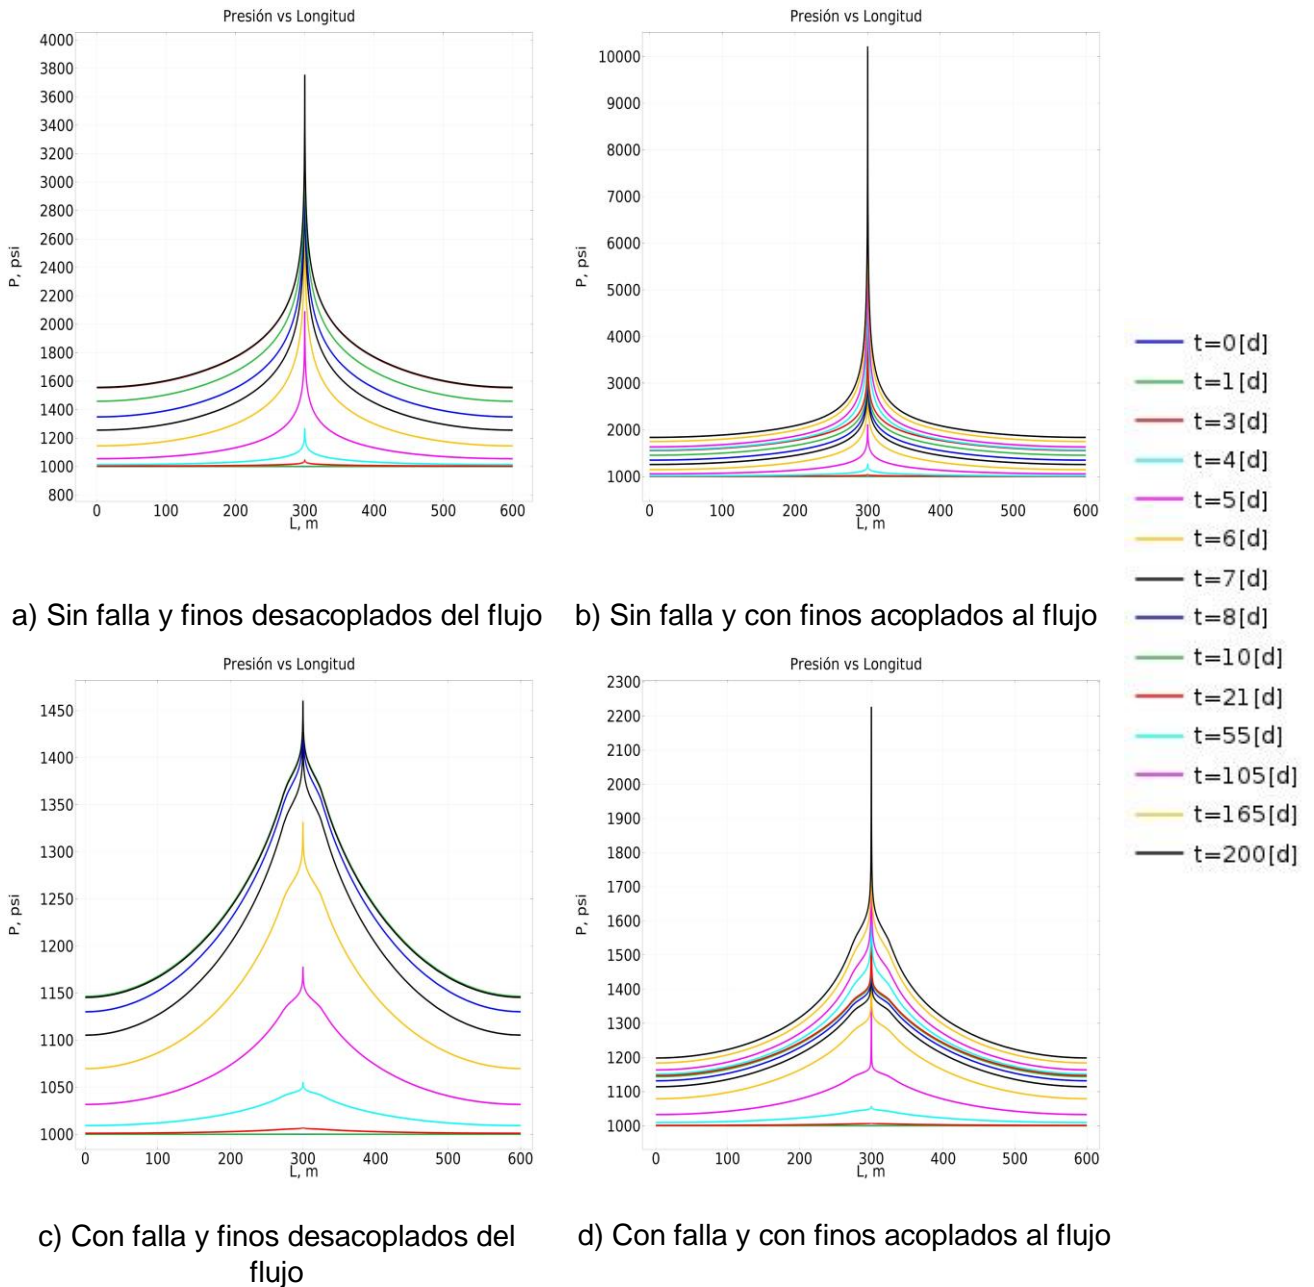 Presión vs Longitud
4000
3800
3600
3400
3200
3000
2800
2600
2400
2200
2000
1800
1600
1400
1200
1000
800
P, psi
0 100 200 300 400 500 600
L, m
Presión vs Longitud
10000
9000
8000
7000
6000
5000
4000
3000
2000
1000
P, psi
0 100 200 300 400 500 600
L, m
a) Sin falla y finos desacoplados del flujo
b) Sin falla y con finos acoplados al flujo
Presión vs Longitud
1450
1400
1350
1300
1250
1200
1150
1100
1050
1000
P, psi
0 100 200 300 400 500 600
L, m
Presión vs Longitud
2300
2200
2100
2000
1900
1800
1700
1600
1500
1400
1300
1200
1100
1000
P, psi
0 100 200 300 400 500 600
L, m
c) Con falla y finos desacoplados del
flujo
d) Con falla y con finos acoplados al flujo
t=0[d]
t=1[d]
t=3[d]
t=4[d]
t=5[d]
t=6[d]
t=7[d]
t=8[d]
t=10[d]
t=21[d]
t=55[d]
t=105[d]
t=165[d]
t=200[d]